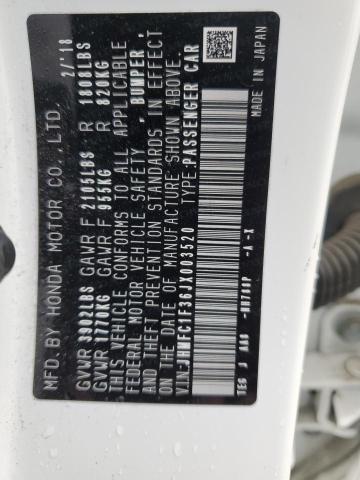 MFD. BY HONDA MOTOR CO., LTD. 2/'18
GVWR 3902LBS GAWR F 2105LBS R 1808LBS
GVWR 1770KG GAWR F 955KG R 820KG
THIS VEHICLE CONFORMS TO ALL APPLICABLE
FEDERAL MOTOR VEHICLE SAFETY , BUMPER ,
AND THEFT PREVENTION STANDARDS IN EFFECT
ON THE DATE OF MANUFACTURE SHOWN ABOVE.
V.I.N:JHMFC1F36JX003520 TYPE:PASSENGER CAR
-A -X MADE IN JAPAN